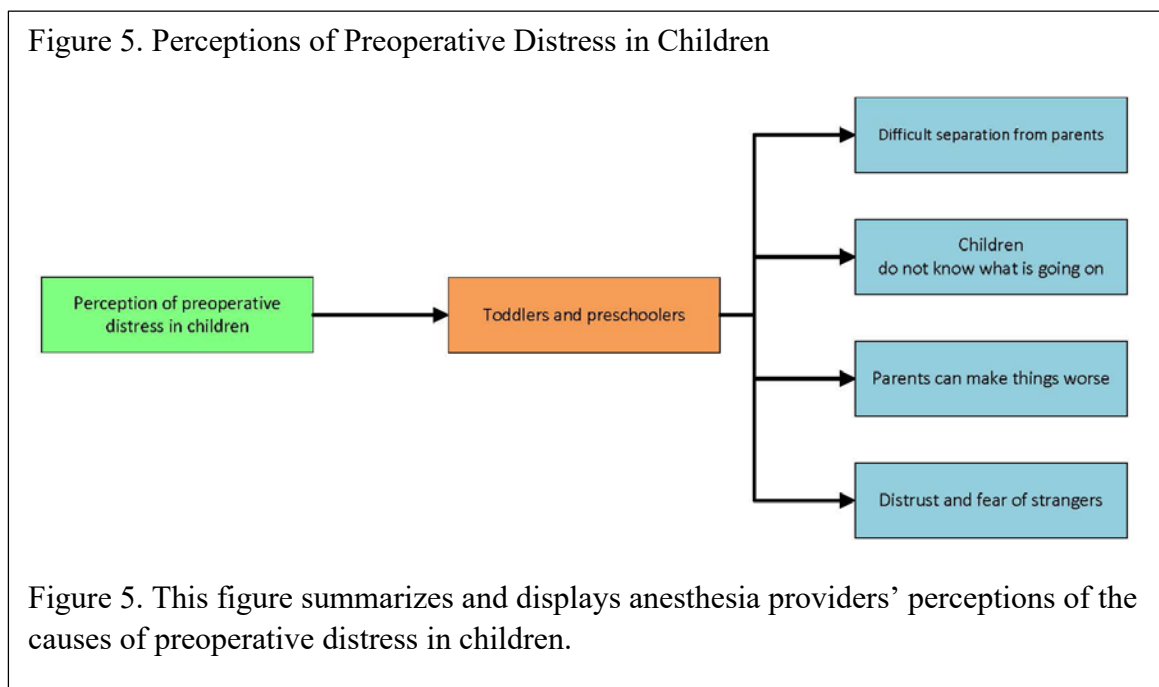 Figure 5. Perceptions of Preoperative Distress in Children
Difficult separation from parents
Children
do not know what is going on
Perception of preoperative
distress in children
Toddlers and preschoolers
Parents can make things worse
Distrust and fear of strangers
Figure 5. This figure summarizes and displays anesthesia providers’ perceptions of the
causes of preoperative distress in children.